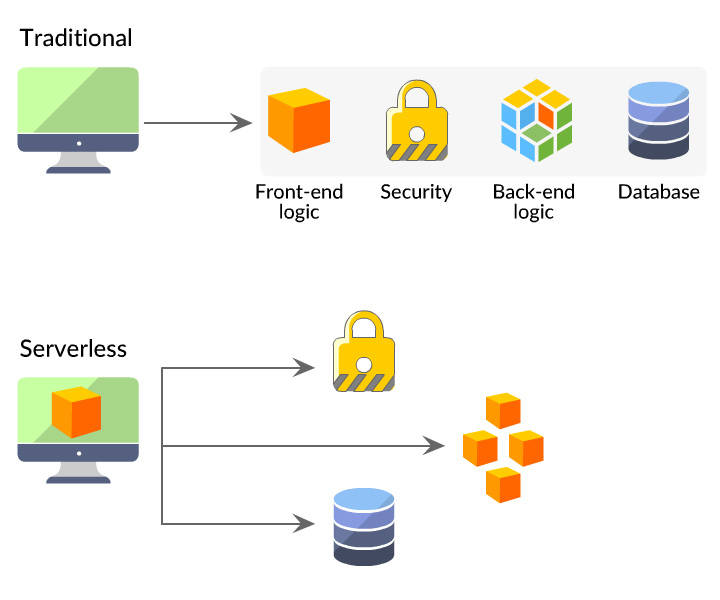 Traditional
Front-end
logic
Security
Back-end
logic
Database
Serverless